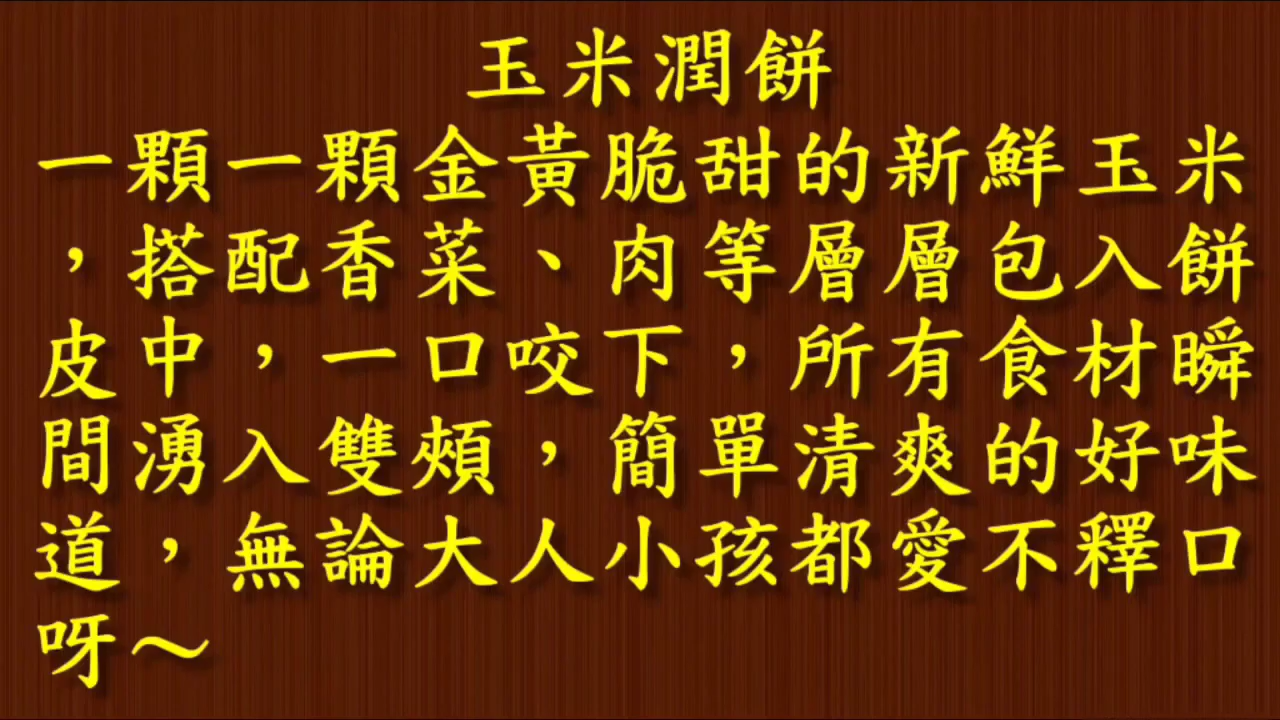 玉米潤餅
一顆一顆金黃脆甜的新鮮玉米
，搭配香菜、肉等層層包入餅
皮中，一口咬下，所有食材瞬
間湧入雙頰，簡單清爽的好味
道，無論大人小孩都愛不釋口
呀～